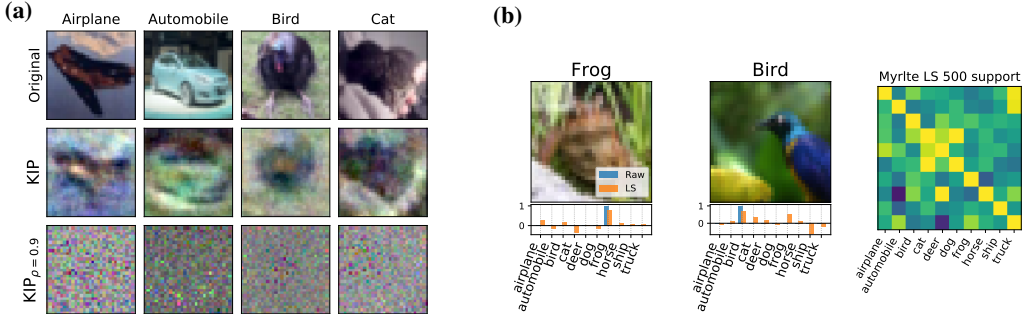 (a)
Airplane Automobile Bird Cat
Original
KIP
KIPρ=0.9
(b)
Frog
Raw
LS
1
0
airplane
automobile
bird
cat
deer
dog
frog
horse
ship
truck
Bird
1
0
airplane
automobile
bird
cat
deer
dog
frog
horse
ship
truck
Myrlte LS 500 support
airplane
automobile
bird
cat
deer
dog
frog
horse
ship
truck